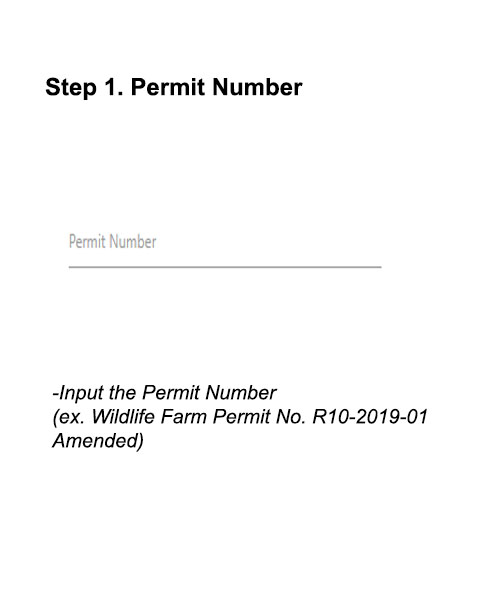 Step 1. Permit Number
Permit Number
-Input the Permit Number
(ex. Wildlife Farm Permit No. R10-2019-01
Amended)